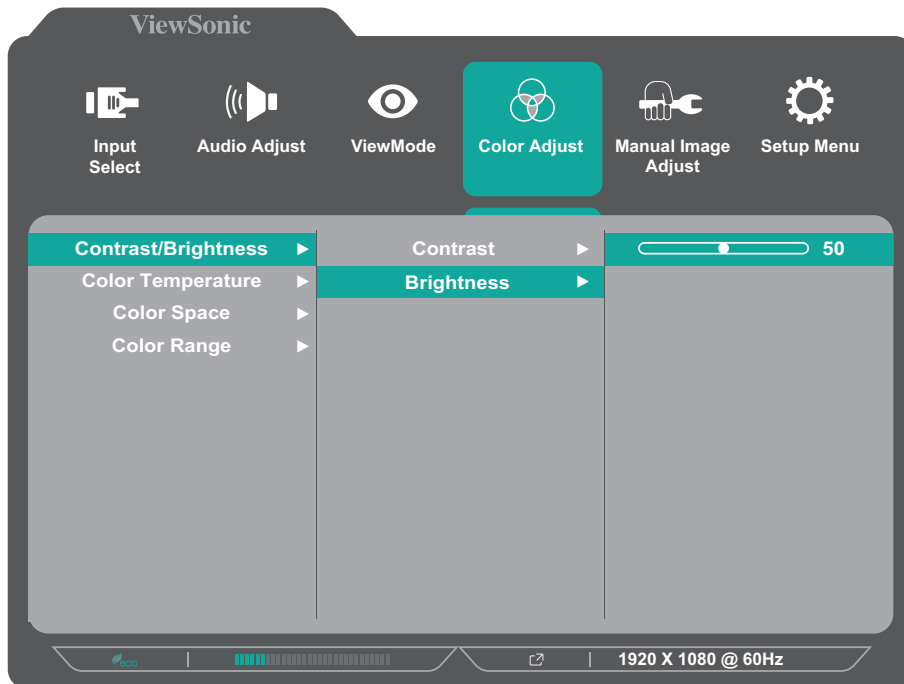 ViewSonic
Input
Select
Audio Adjust
ViewMode
Color Adjust
Manual Image
Adjust
Setup Menu
Contrast/Brightness
Contrast
50
Color Temperature
Brightness
Color Space
Color Range
eco
1920 X 1080 @ 60Hz